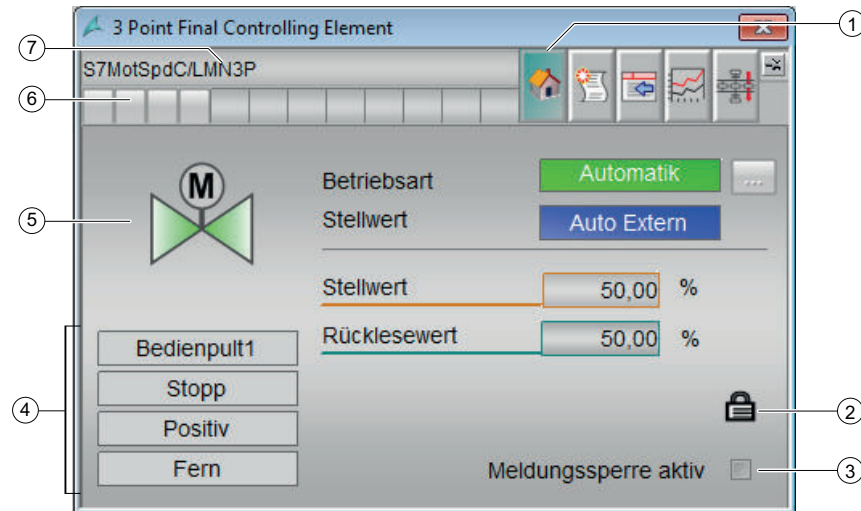 3 Point Final Controlling Element
1
7
S7MotSpdC/LMN3P
6
M
Betriebsart
Automatik
...
5
Stellwert
Auto Extern
Stellwert
50,00 %
Rücklesewert
50,00 %
4
Bedienpult1
Stopp
Positiv
Fern
2
Meldungssperre aktiv
3